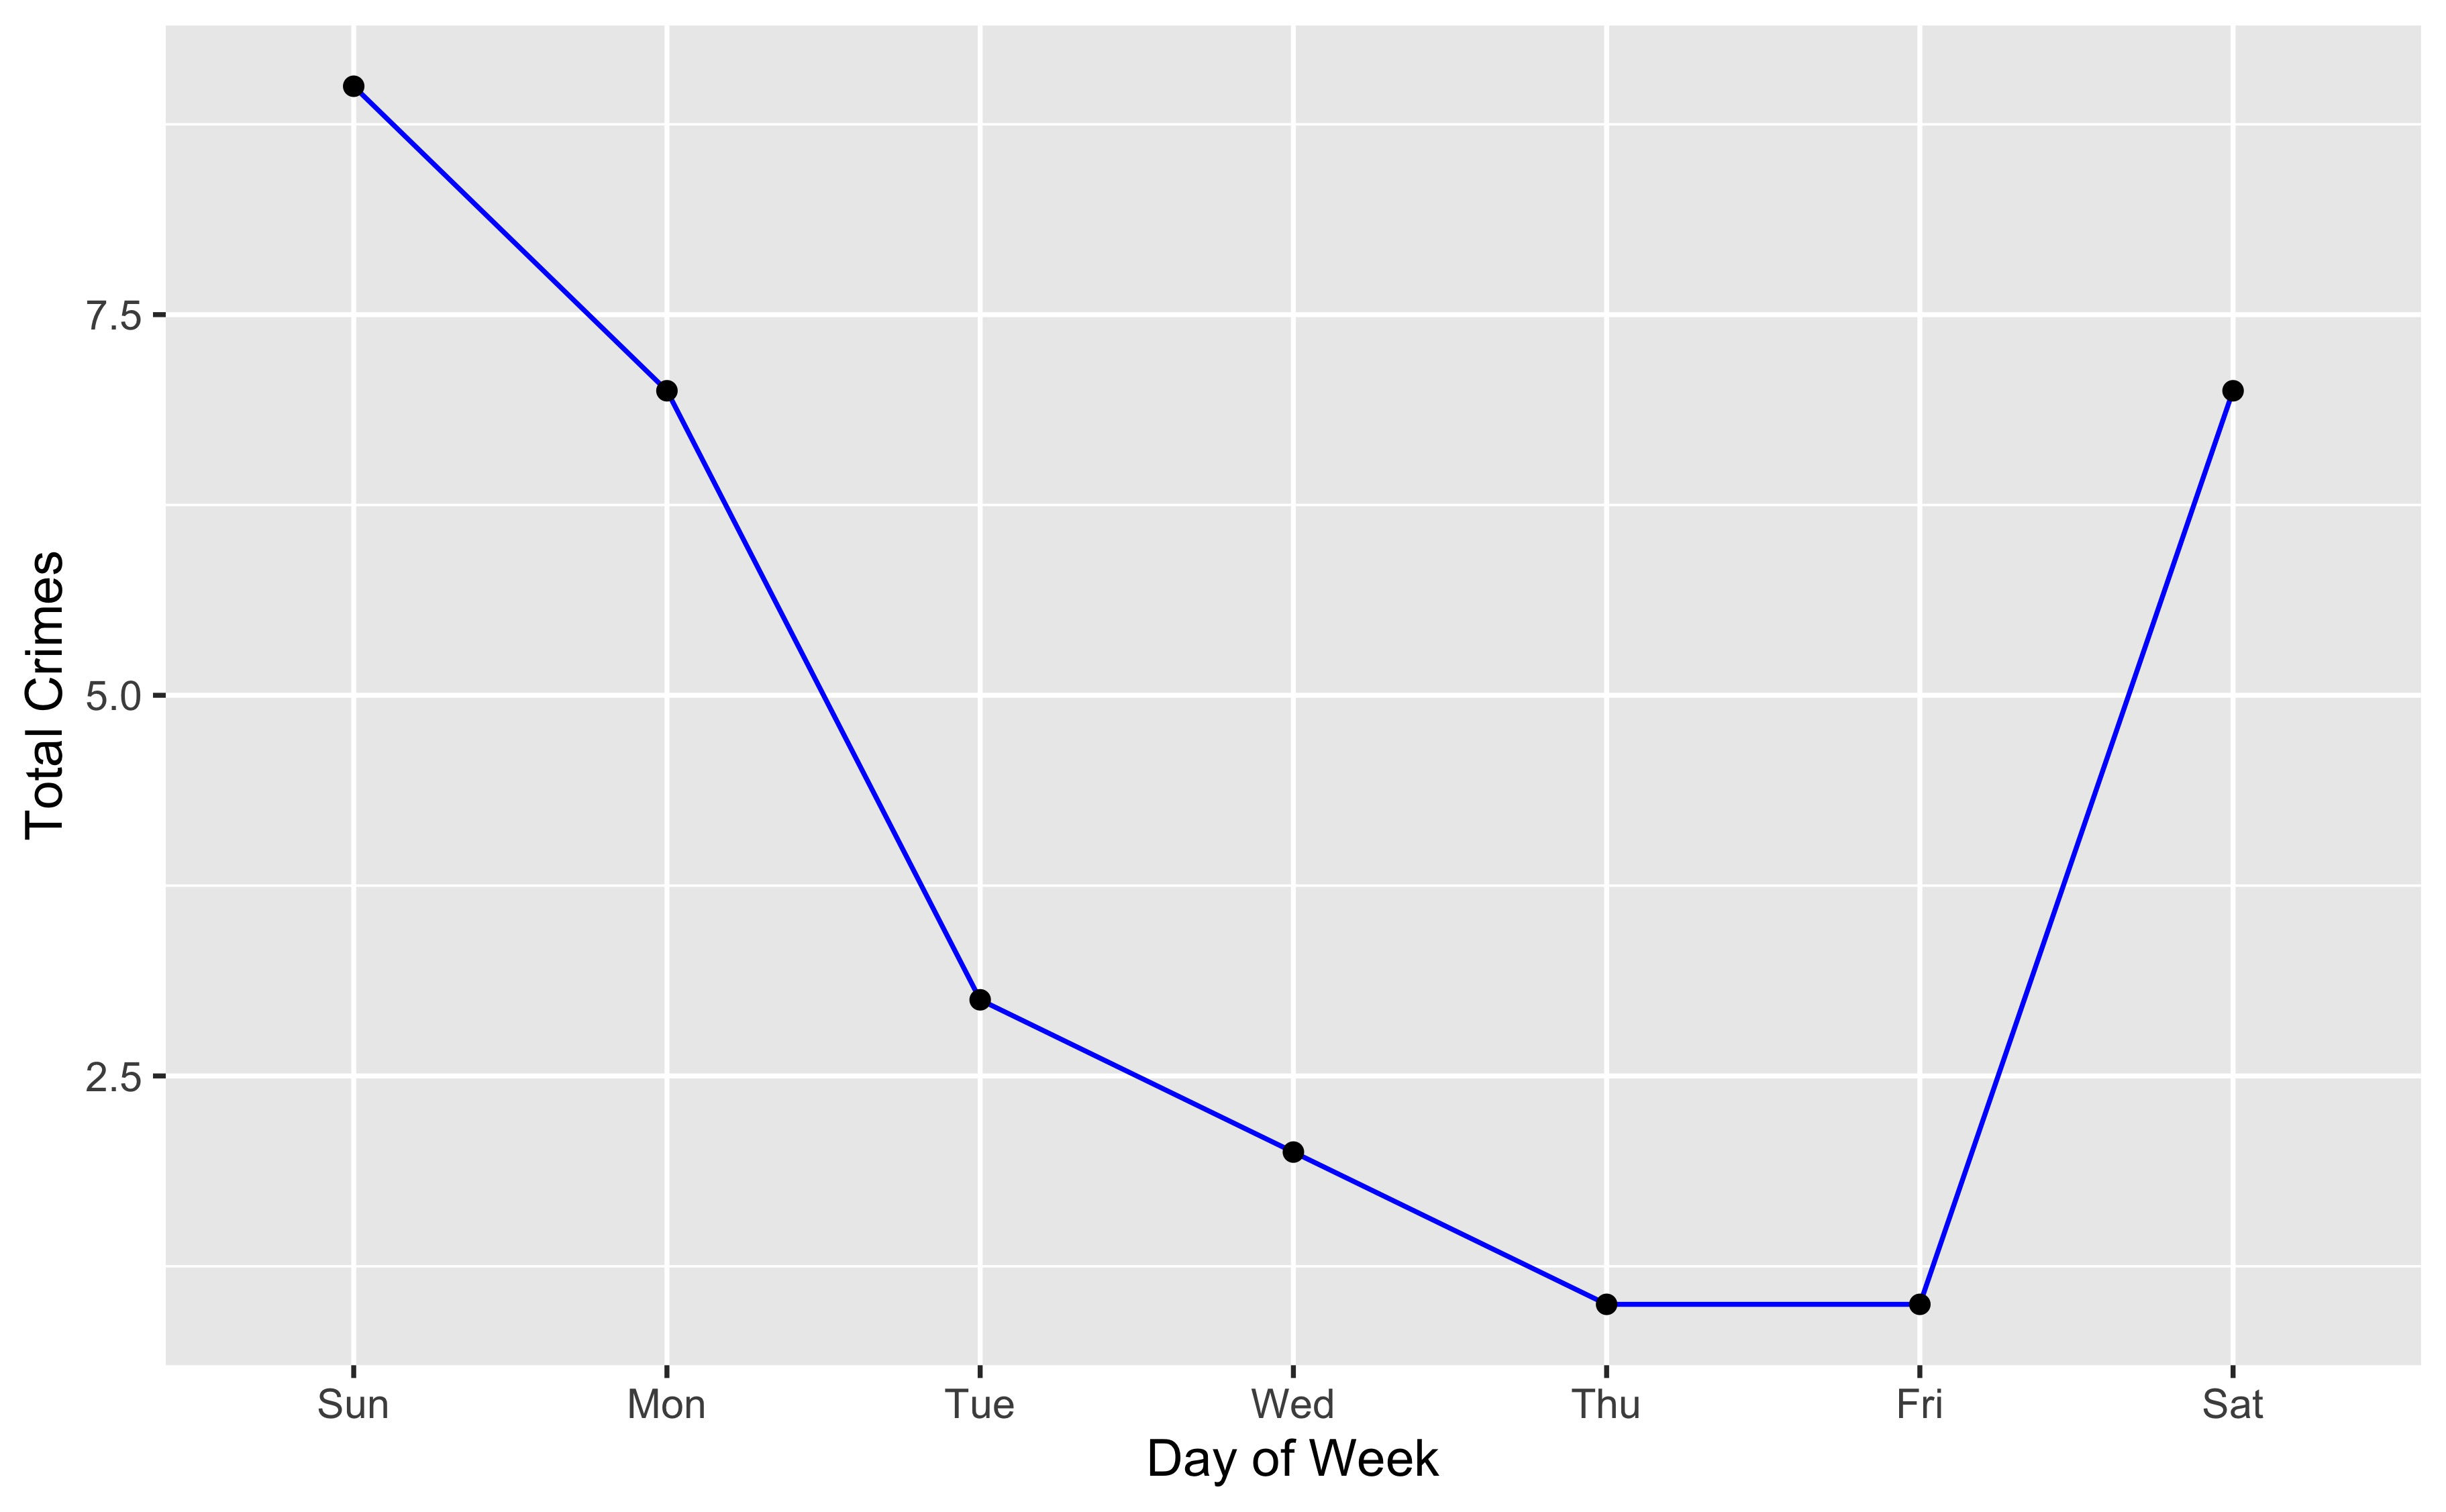 Total Crimes
7.5
5.0
2.5
Sun Mon Tue Wed Thu Fri Sat
Day of Week